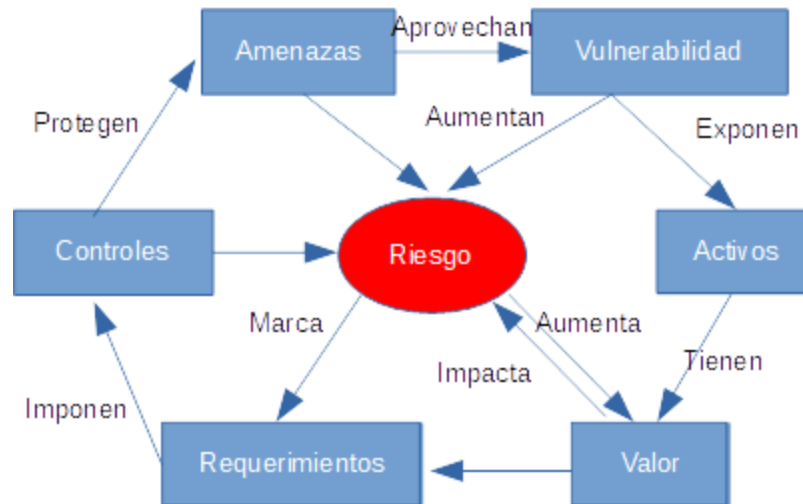 Aprovechan
Amenazas
Vulnerabilidad
Protegen
Aumentan
Exponen
Controles
Riesgo
Activos
Marca
Aumenta
Tienen
Impacta
Imponen
Requerimientos
Valor